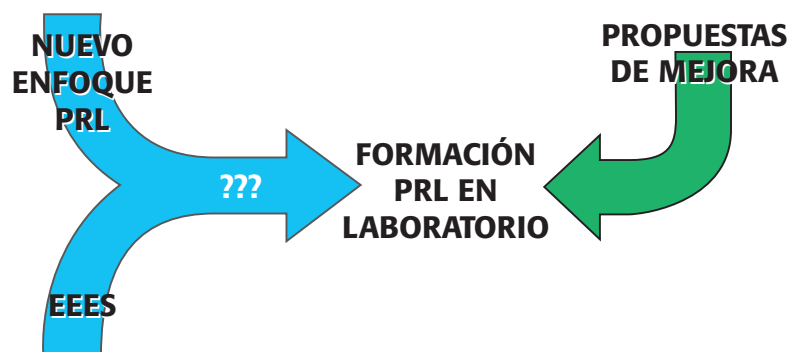 NUEVO
ENFOQUE
PRL
EEES
???
FORMACIÓN
PRL EN
LABORATORIO
PROPUESTAS
DE MEJORA